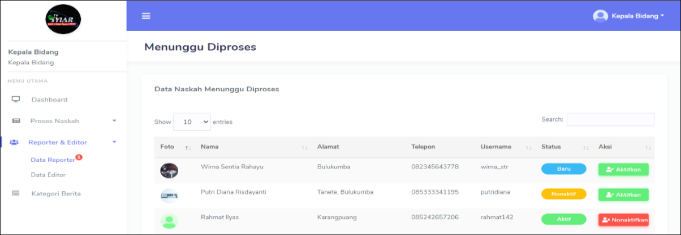 Kepala Bidang
Menunggu Diproses
Kepala Bidang
Kepala Bidang
MENU UTAMA
Dashboard
Proses Naskah
Reporter & Editor
Data Reporter
Data Editor
Kategori Berita
Data Naskah Menunggu Diproses
Show 10 entries
Search:
Foto Nama Alamat Telepon Username Status Aksi
Wirna Sentia Rahayu Bulukumba 082345643778 wirna_str Baru Aktifkan
Putri Diana Risdayanti Tanete, Bulukumba 085333341195 putridiana Nonaktif Aktifkan
Rahmat Ilyas Karangpuang 085242657206 rahmat142 Aktif Nonaktifkan